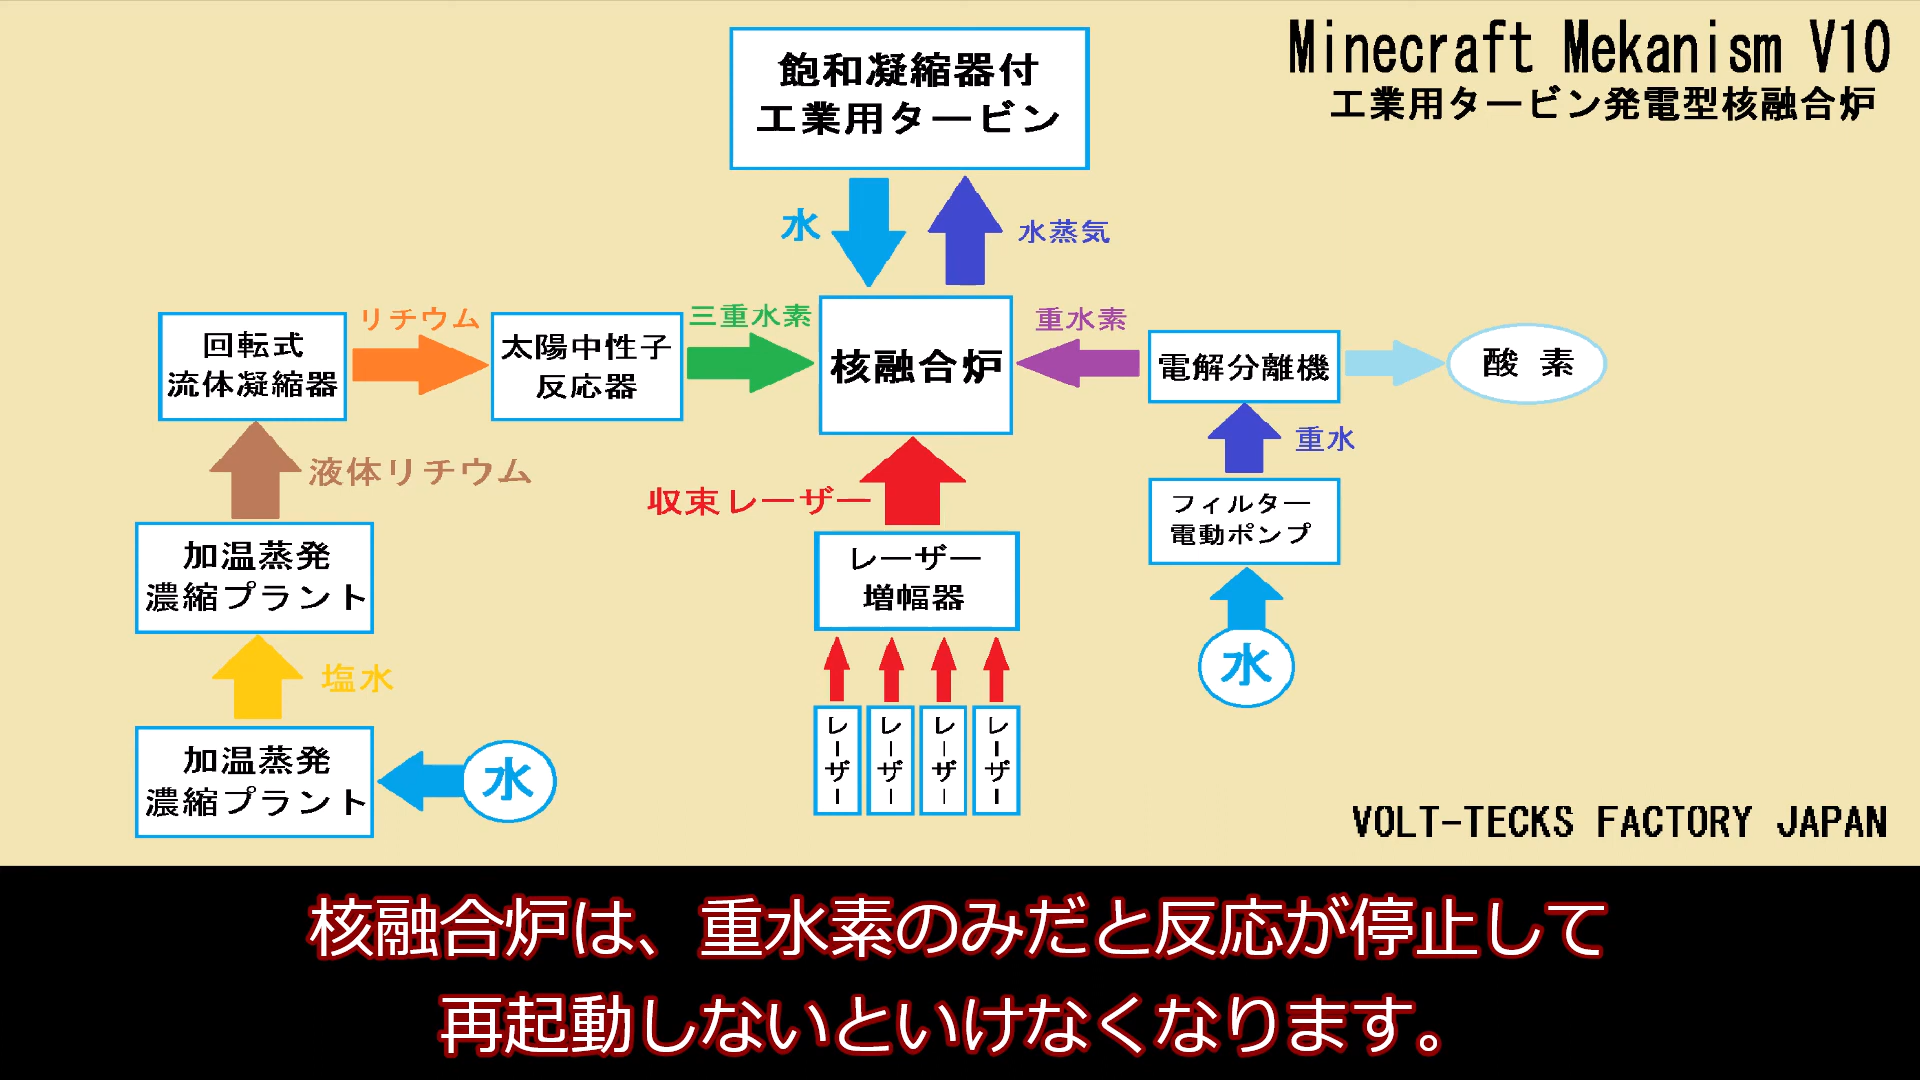 Minecraft Mekanism V10
工業用タービン発電型核融合炉
飽和凝縮器付
工業用タービン
水
水蒸気
回転式
流体凝縮器
リチウム
太陽中性子
反応器
三重水素
核融合炉
重水素
電解分離機
酸素
液体リチウム
収束レーザー
重水
フィルター
電動ポンプ
加温蒸発
濃縮プラント
レーザー
増幅器
水
塩水
加温蒸発
濃縮プラント
水
レーザー
レーザー
レーザー
レーザー
VOLT-TECKS FACTORY JAPAN
核融合炉は、重水素のみだと反応が停止して
再起動しないといけなくなります。